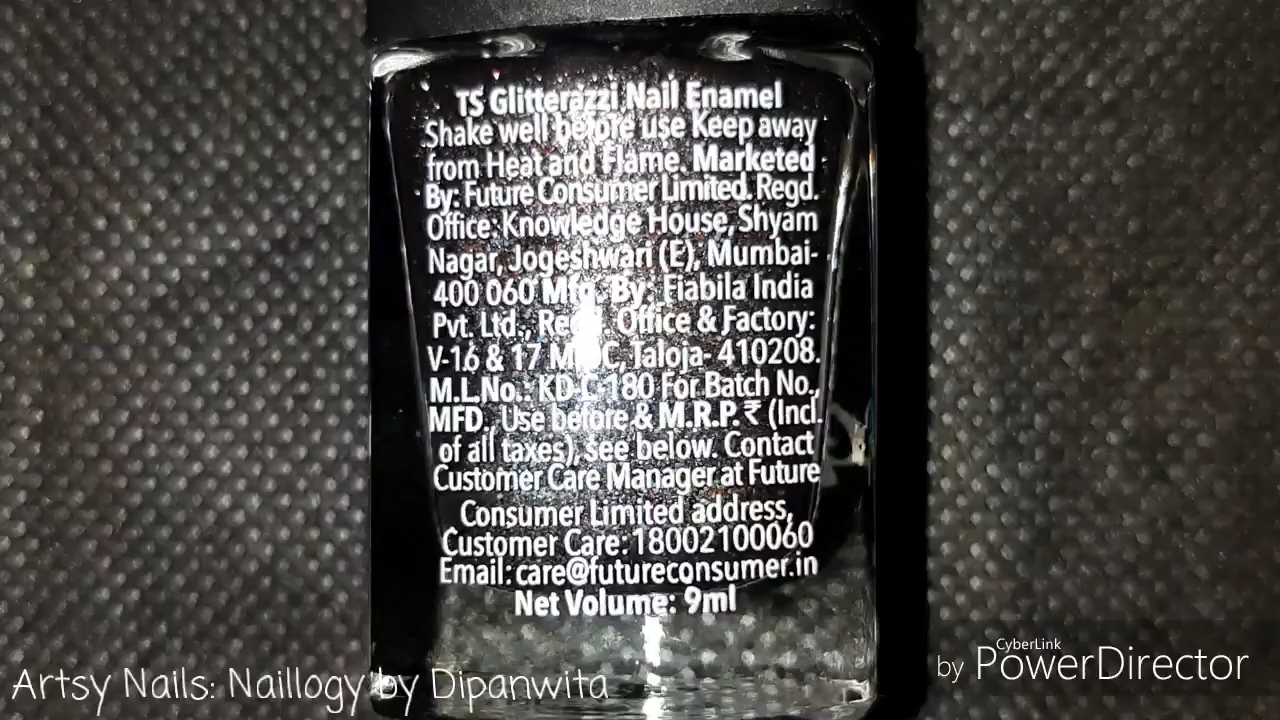 TS Glitterazzi Nail Enamel
Shake well before use Keep away
from Heat and Flame. Marketed
By: Future Consumer Limited. Regd.
Office: Knowledge House, Shyam
Nagar, Jogeshwari (E), Mumbai-
400 060 Mfg. By: Fiabila India
Pvt. Ltd., Office & Factory:
V-16 & 17 Taloja- 410208.
M.L.No.: KD-C-180 For Batch No.,
MFD., Use before & M.R.P. ₹ (Incl.
of all taxes), see below. Contact
Customer Care Manager at Future
Consumer Limited address,
Customer Care: 18002100060
Email: care@futureconsumer.in
Net Volume: 9ml
Artsy Nails: Naillogy by Dipanwita
by CyberLink PowerDirector